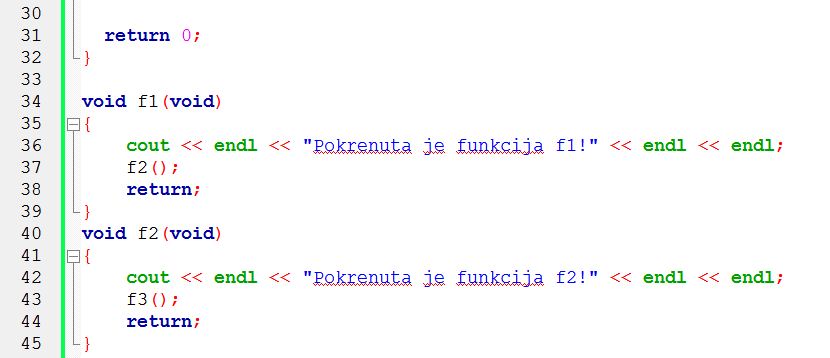 30
31 return 0;
32 }
33
34 void f1(void)
35 {
36 cout << endl << "Pokrenuta je funkcija f1!" << endl << endl;
37 f2();
38 return;
39 }
40 void f2(void)
41 {
42 cout << endl << "Pokrenuta je funkcija f2!" << endl << endl;
43 f3();
44 return;
45 }